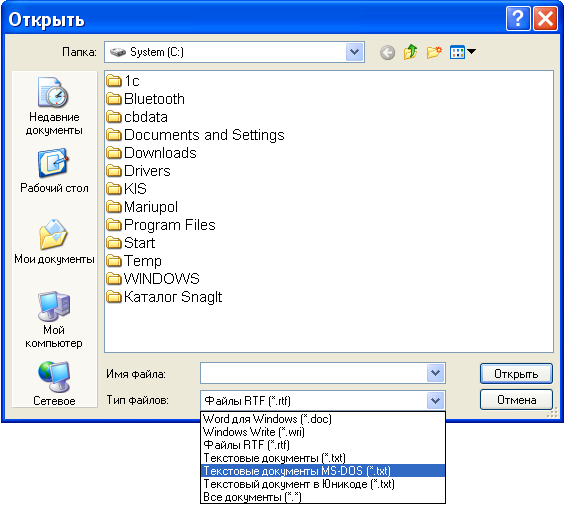 Открыть
Папка: System (C:)
1c
Bluetooth
cbdata
Documents and Settings
Downloads
Drivers
KIS
Mariupol
Program Files
Start
Temp
WINDOWS
Каталог SnagIt
Недавние
документы
Рабочий стол
Мои документы
Мой
компьютер
Сетевое
Имя файла:
Открыть
Тип файлов: Файлы RTF (*.rtf)
Отмена
Word для Windows (*.doc)
Windows Write (*.wri)
Файлы RTF (*.rtf)
Текстовые документы (*.txt)
Текстовые документы MS-DOS (*.txt)
Текстовый документ в Юникоде (*.txt)
Все документы (*.*)